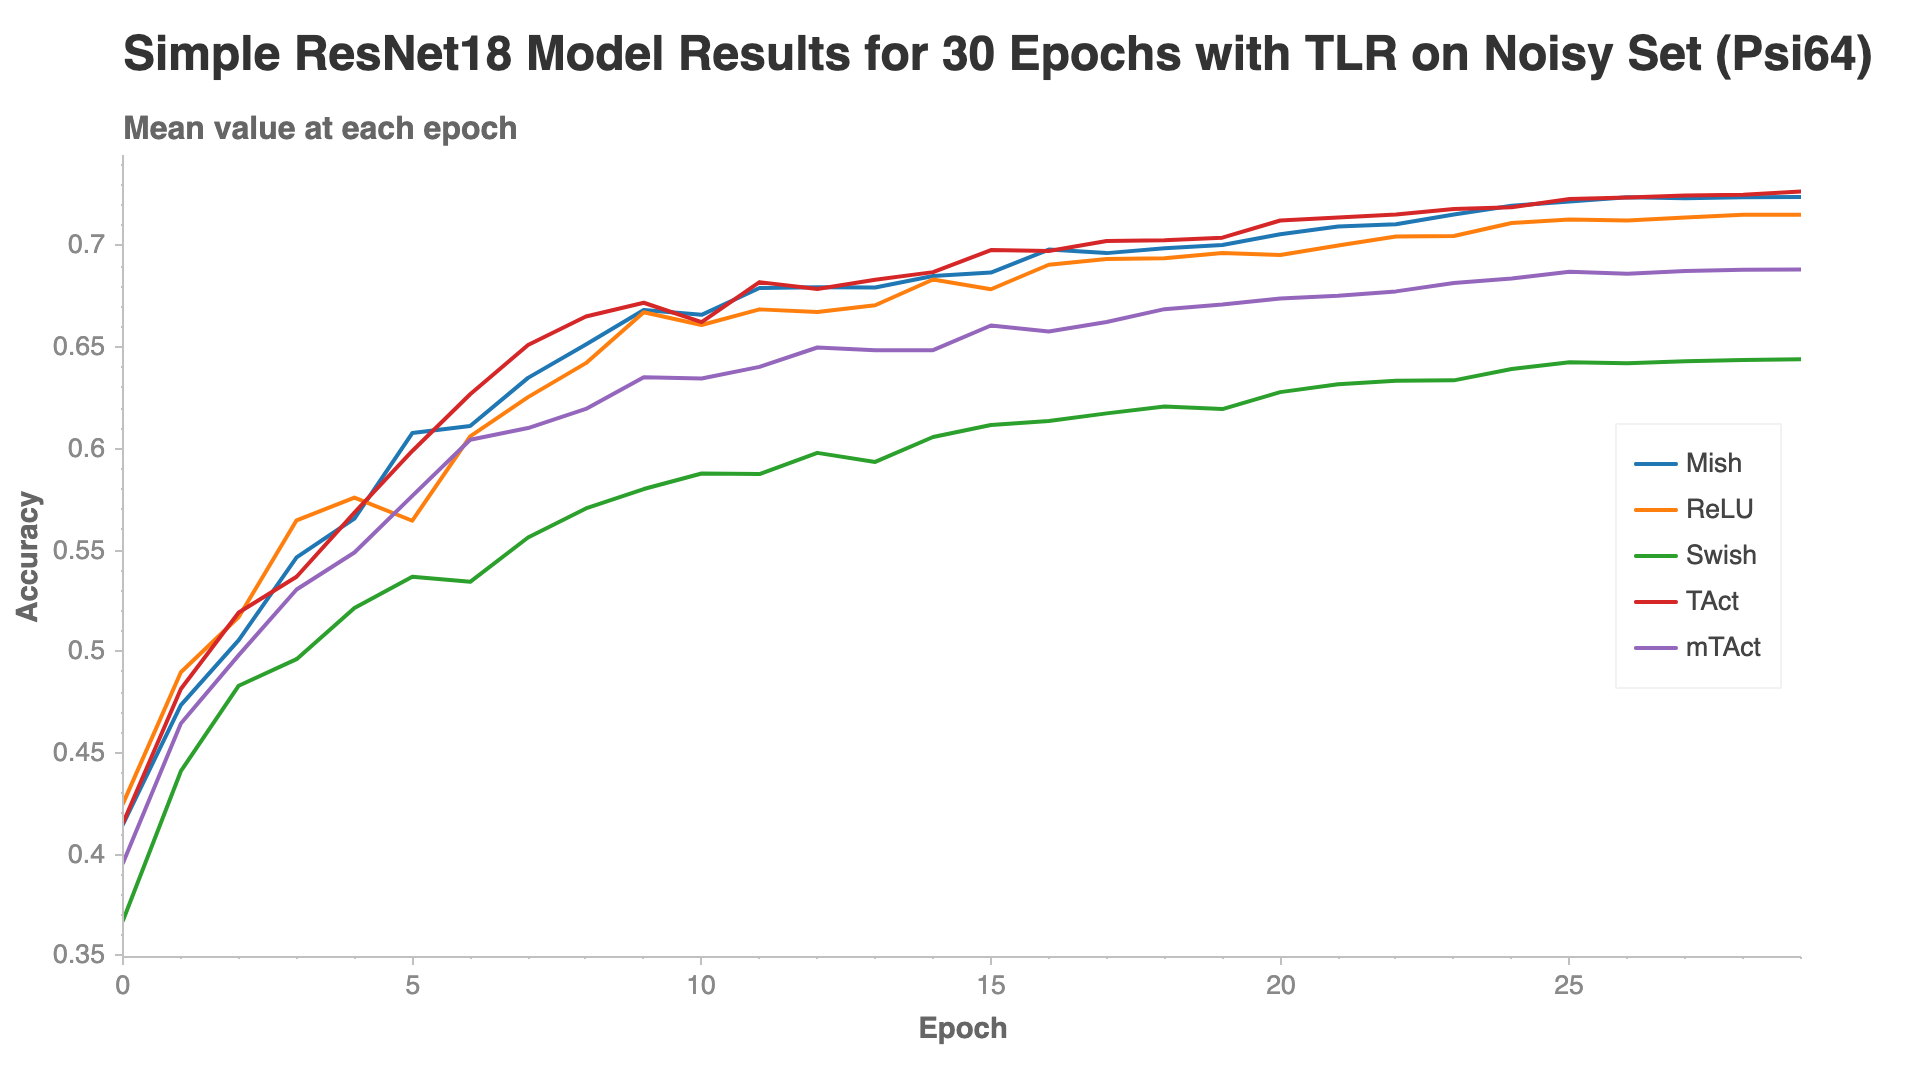 Simple ResNet18 Model Results for 30 Epochs with TLR on Noisy Set (Psi64)
Mean value at each epoch
0.7
0.65
0.6
0.55
0.5
0.45
0.4
0.35
Accuracy
Mish
ReLU
Swish
TAct
mTAct
0 5 10 15 20 25
Epoch